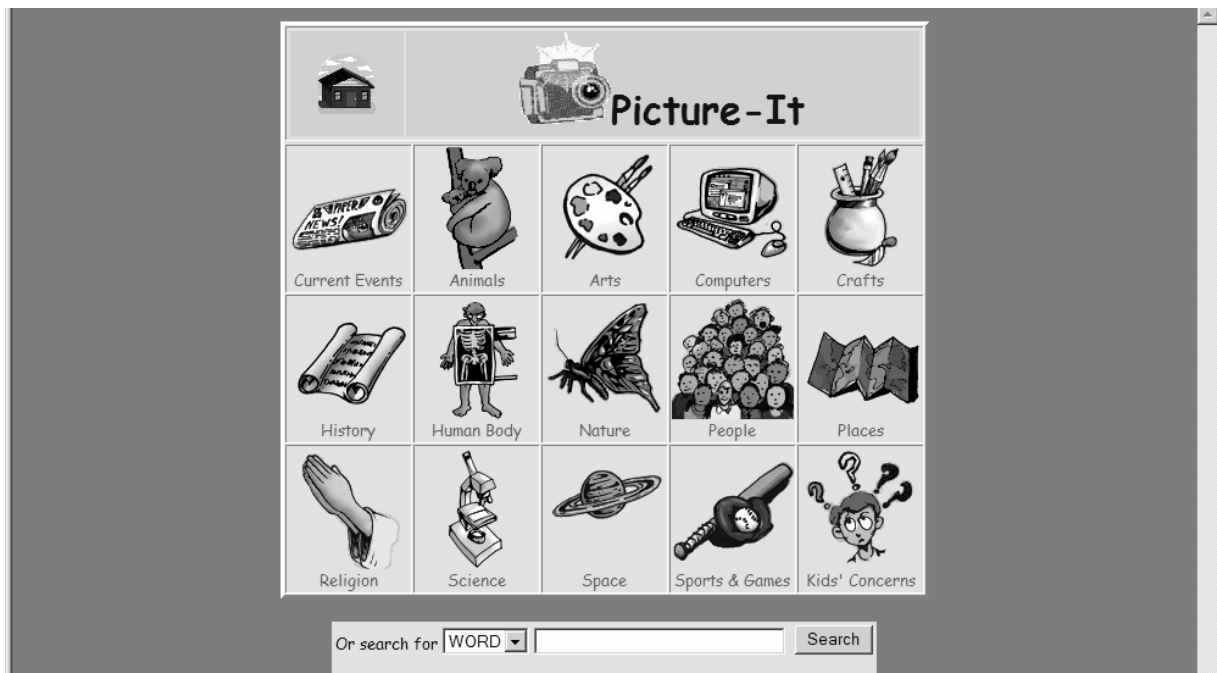 Picture-It
PAPER
NEWS!
Current Events
Animals
Arts
Computers
Crafts
History
Human Body
Nature
People
Places
Religion
Science
Space
Sports & Games
Kids' Concerns
Or search for WORD Search